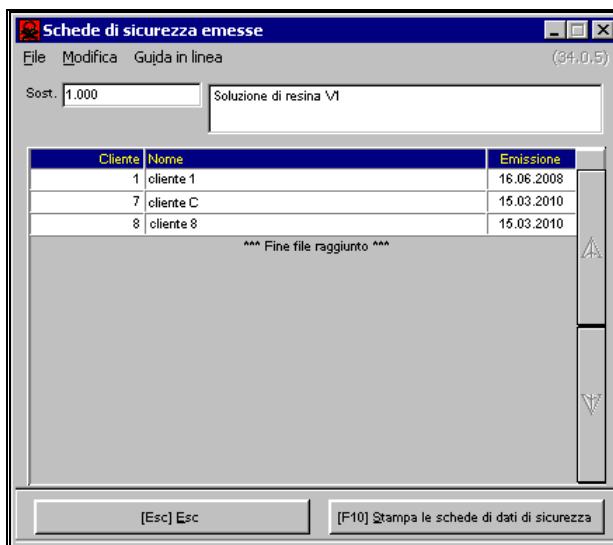 Schede di sicurezza emesse
File Modifica Guida in linea (34.0.5)
Sost. 1.000 Soluzione di resina V1
Cliente Nome Emissione
1 cliente 1 16.06.2008
7 cliente C 15.03.2010
8 cliente 8 15.03.2010
*** Fine file raggiunto ***
[Esc] Esc [F10] Stampa le schede di dati di sicurezza